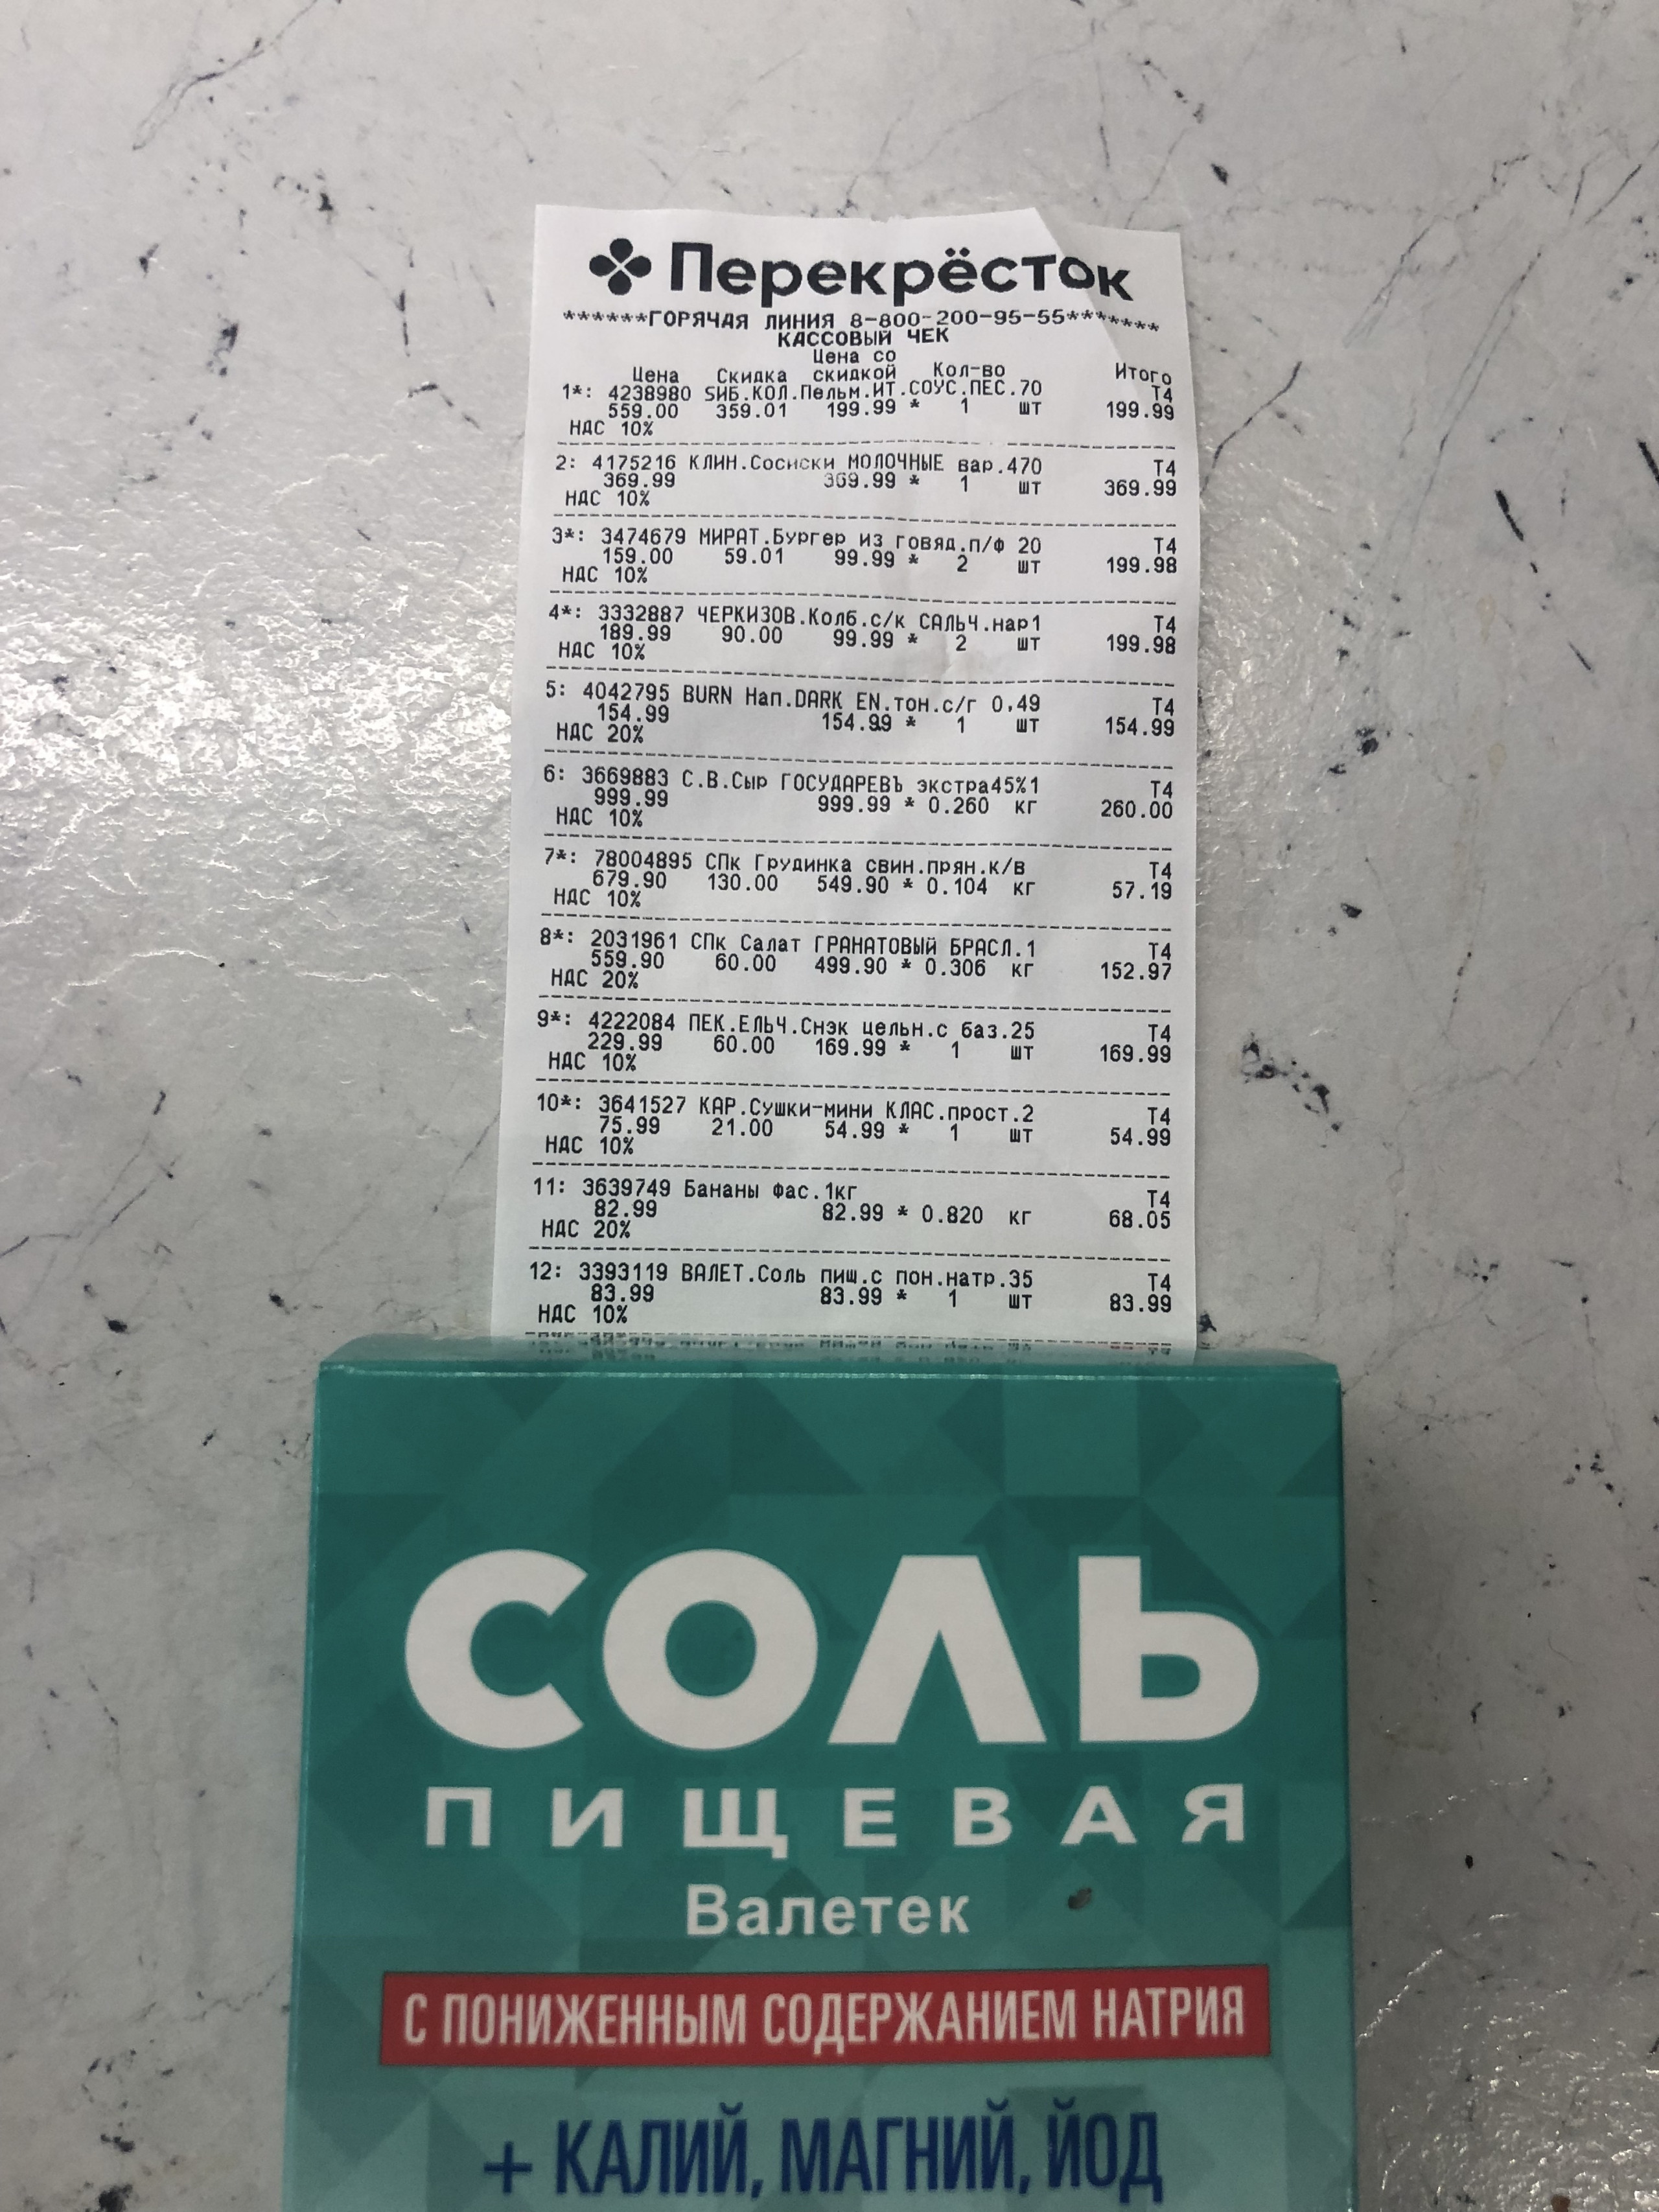 Перекрёсток
******ГОРЯЧАЯ ЛИНИЯ 8-800-200-95-55*******
КАССОВЫЙ ЧЕК
Цена Скидка Цена со скидкой Кол-во Итого
1*: 4238980 SИБ.КОЛ.Пельм.ИТ.СОУС.ПЕС.70 Т4
559.00 359.01 199.99 * 1 шт 199.99
НДС 10%
2: 4175216 КЛИН.Сосиски МОЛОЧНЫЕ вар.470 Т4
369.99 369.99 * 1 шт 369.99
НДС 10%
3*: 3474679 МИРАТ.Бургер из говяд.п/ф 20 Т4
159.00 59.01 99.99 * 2 шт 199.98
НДС 10%
4*: 3332887 ЧЕРКИЗОВ.Колб.с/к САЛЬЧ.нар1 Т4
189.99 90.00 99.99 * 2 шт 199.98
НДС 10%
5: 4042795 BURN Нап.DARK EN.тон.с/г 0,49 Т4
154.99 154.99 * 1 шт 154.99
НДС 20%
6: 3669883 С.В.Сыр ГОСУДАРЕВЪ экстра45%1 Т4
999.99 999.99 * 0.260 кг 260.00
НДС 10%
7*: 78004895 СПк Грудинка свин.прян.к/в Т4
679.90 130.00 549.90 * 0.104 кг 57.19
НДС 10%
8*: 2031961 СПк Салат ГРАНАТОВЫЙ БРАСЛ.1 Т4
559.90 60.00 499.90 * 0.306 кг 152.97
НДС 20%
9*: 4222084 ПЕК.ЕЛЬЧ.Снэк цельн.с баз.25 Т4
229.99 60.00 169.99 * 1 шт 169.99
НДС 10%
10*: 3641527 КАР.Сушки-мини КЛАС.прост.2 Т4
75.99 21.00 54.99 * 1 шт 54.99
НДС 10%
11: 3639749 Бананы фас.1кг Т4
82.99 82.99 * 0.820 кг 68.05
НДС 20%
12: 3393119 ВАЛЕТ.Соль пищ.с пон.натр.35 Т4
83.99 83.99 * 1 шт 83.99
НДС 10%
СОЛЬ
ПИЩЕВАЯ
Валетек
С ПОНИЖЕННЫМ СОДЕРЖАНИЕМ НАТРИЯ
+ КАЛИЙ, МАГНИЙ, ЙОД